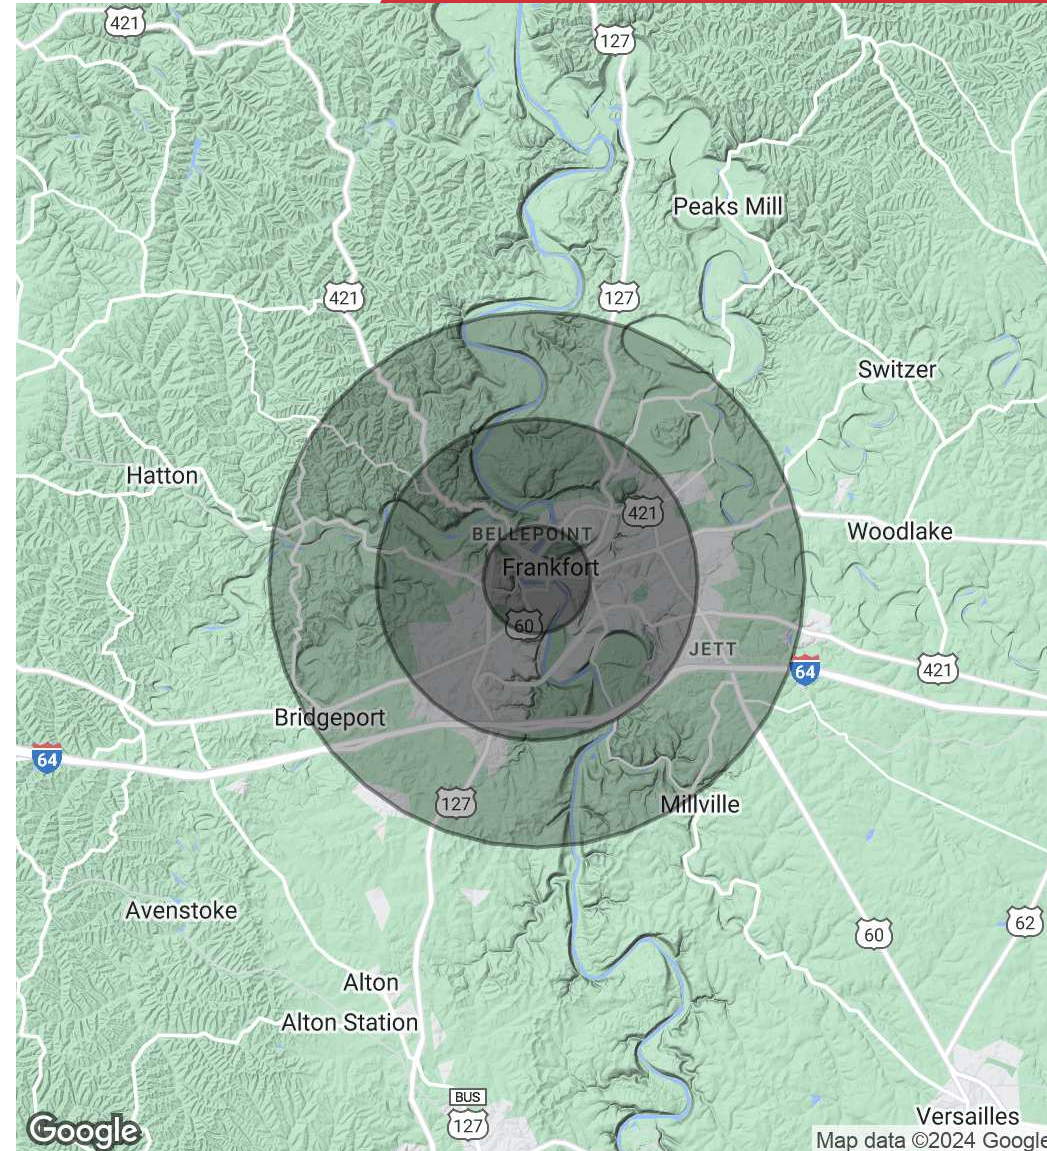 421
127
Peaks Mill
421
127
Switzer
Hatton
421
BELLEPOINT
Woodlake
Frankfort
60
JETT
64
421
Bridgeport
64
127
Millville
Avenstoke
62
60
Alton
Alton Station
BUS
127
Versailles
Google
Map data ©2024 Google